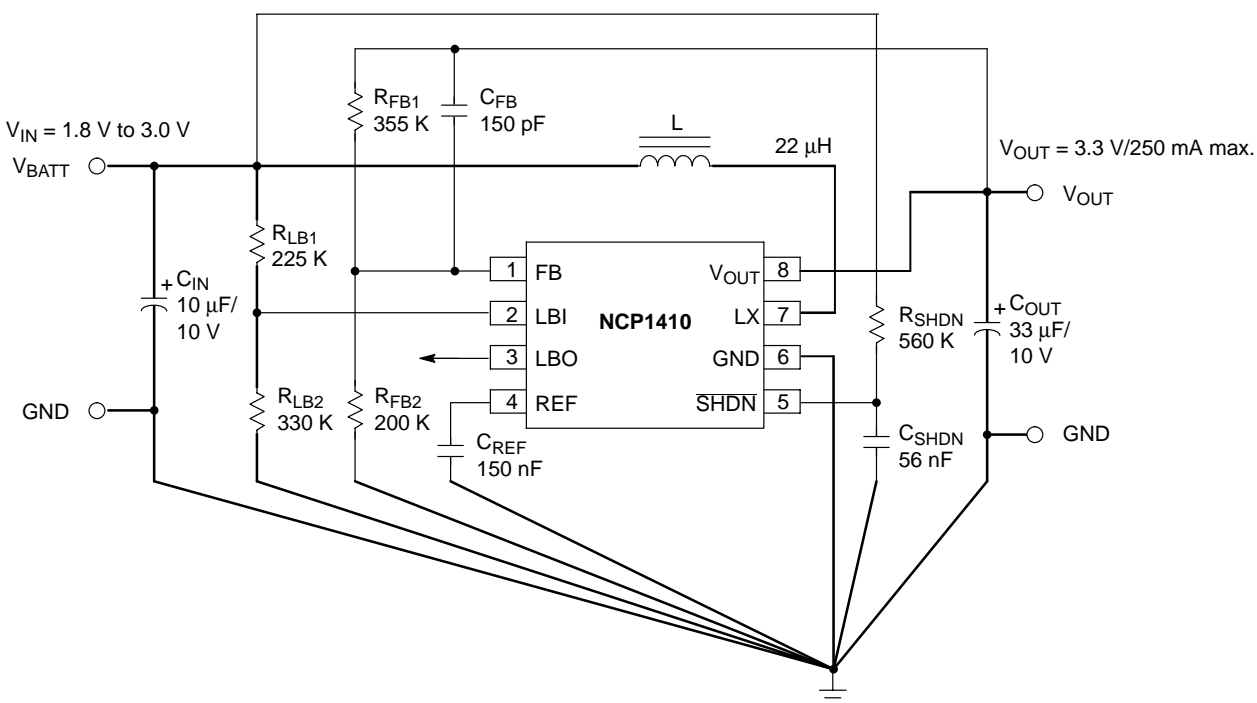 V_IN = 1.8 V to 3.0 V
V_BATT
GND
C_IN
10 μF/
10 V
+
R_LB1
225 K
R_LB2
330 K
R_FB1
355 K
C_FB
150 pF
R_FB2
200 K
C_REF
150 nF
L
22 μH
NCP1410
1 FB
2 LBI
3 LBO
4 REF
V_OUT 8
LX 7
GND 6
SHDN 5
R_SHDN
560 K
C_SHDN
56 nF
V_OUT = 3.3 V/250 mA max.
V_OUT
+
C_OUT
33 μF/
10 V
GND